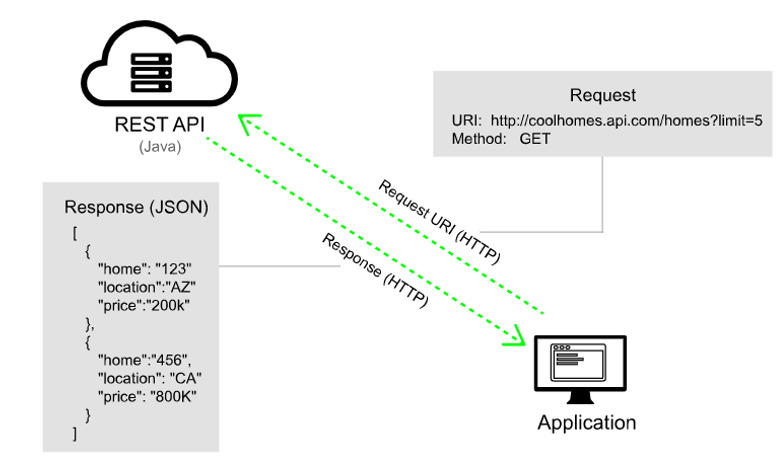 REST API
(Java)
Request
URI:  http://coolhomes.api.com/homes?limit=5
Method:   GET
Request URI (HTTP)
Response (HTTP)
Response (JSON)
[
{
"home": "123"
"location":"AZ"
"price":"200k"
},
{
"home":"456",
"location": "CA"
"price": "800K"
}
]
Application